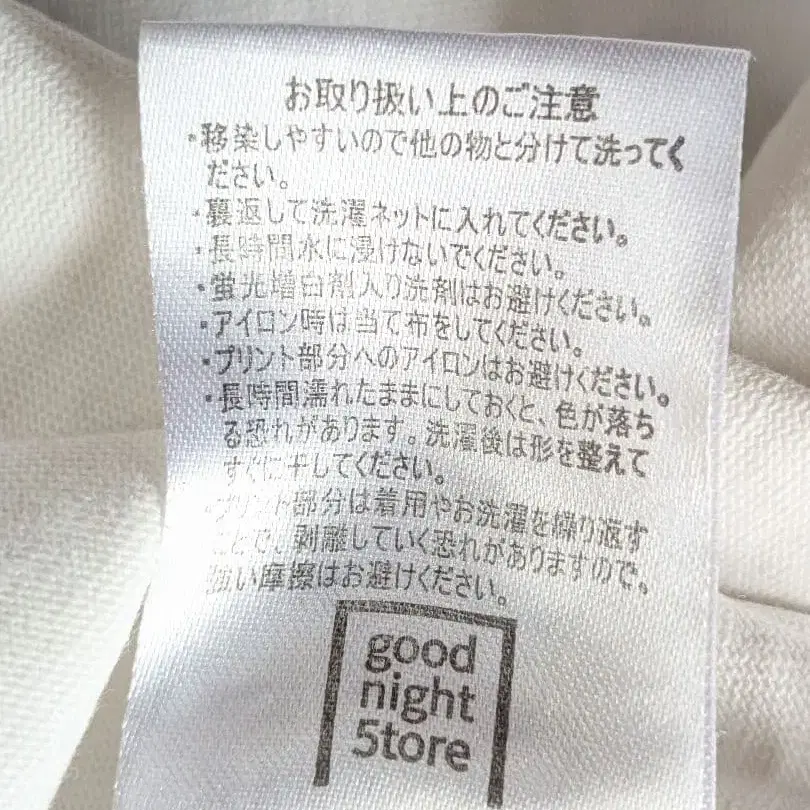 お取り扱い上のご注意
・移染しやすいので他の物と分けて洗ってく
ださい。
・裏返して洗濯ネットに入れてください。
・長時間水に浸けないでください。
・蛍光増白剤入り洗剤はお避けください。
・アイロン時は当て布をしてください。
・プリント部分へのアイロンはお避けください。
・長時間濡れたままにしておくと、色が落ち
る恐れがあります。洗濯後は形を整えて
すぐに干してください。
・プリント部分は着用やお洗濯を繰り返す
ことで、剥離していく恐れがありますので。
強い摩擦はお避けください。
good
night
5tore